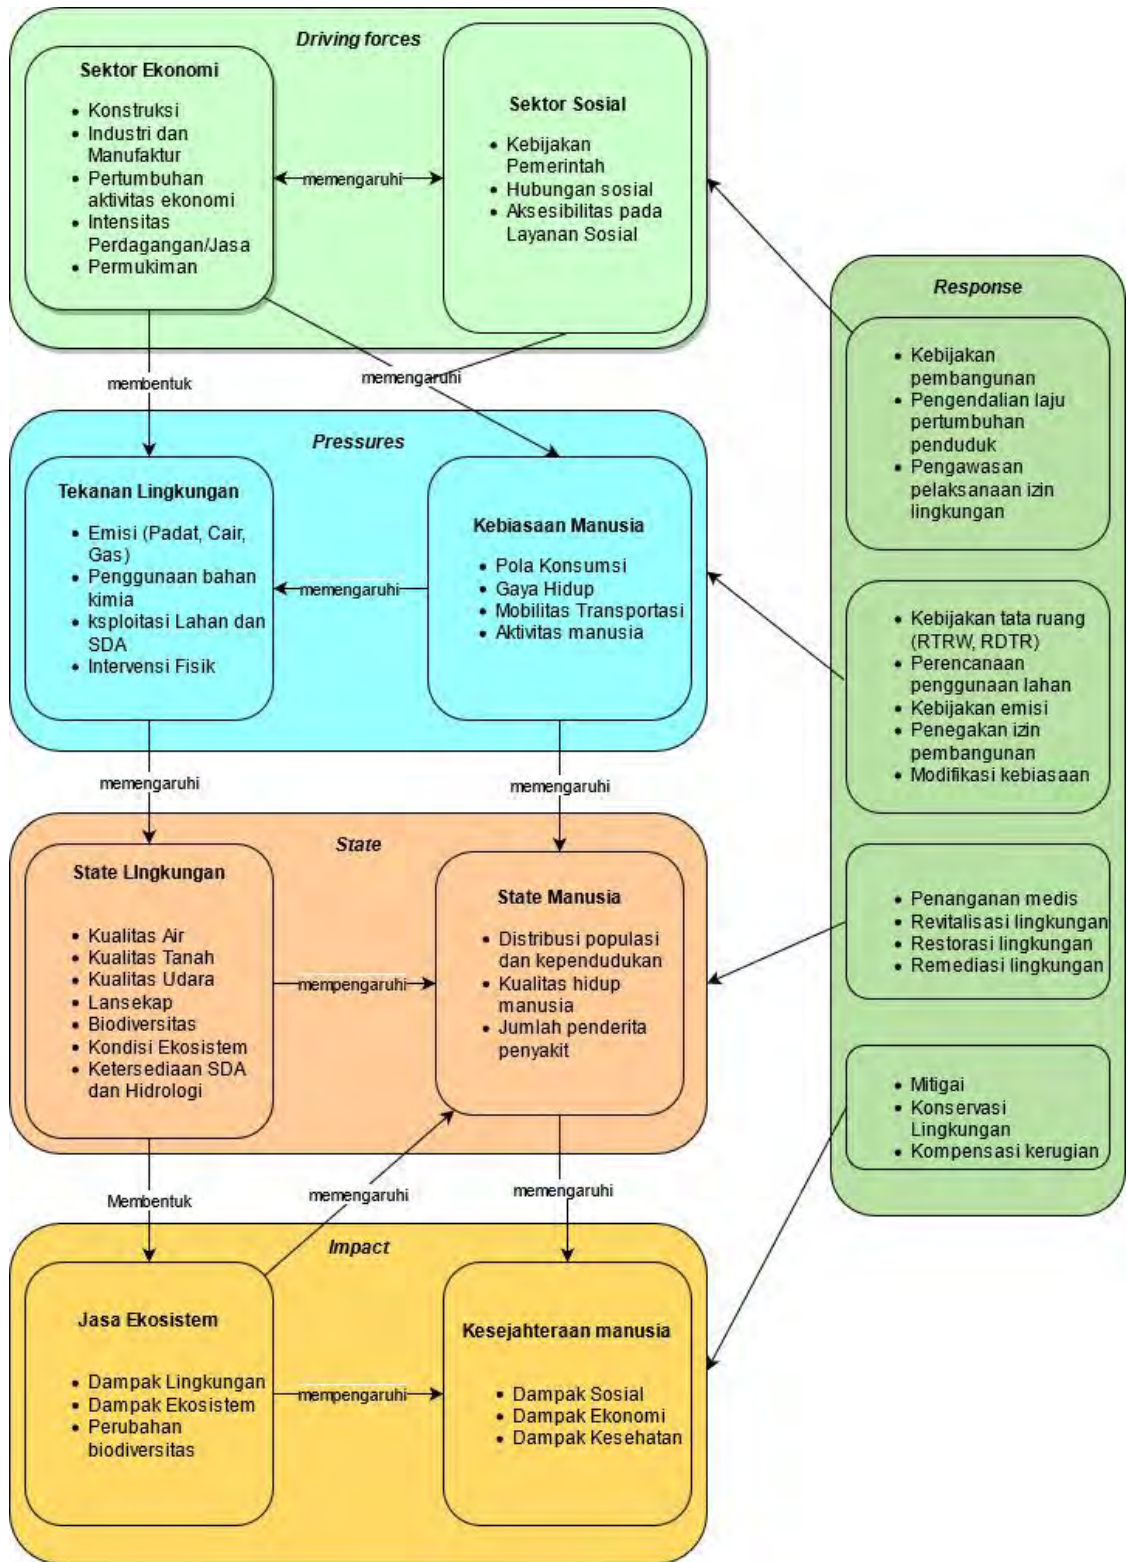 Driving forces
Sektor Ekonomi
Konstruksi
Industri dan
Manufaktur
Pertumbuhan
aktivitas ekonomi
Intensitas
Perdagangan/Jasa
Permukiman
memengaruhi
Sektor Sosial
Kebijakan
Pemerintah
Hubungan sosial
Aksesibilitas pada
Layanan Sosial
membentuk
memengaruhi
Pressures
Tekanan Lingkungan
Emisi (Padat, Cair,
Gas)
Penggunaan bahan
kimia
ksploitasi Lahan dan
SDA
Intervensi Fisik
memengaruhi
Kebiasaan Manusia
Pola Konsumsi
Gaya Hidup
Mobilitas Transportasi
Aktivitas manusia
memengaruhi
memengaruhi
State
State LIngkungan
Kualitas Air
Kualitas Tanah
Kualitas Udara
Lansekap
Biodiversitas
Kondisi Ekosistem
Ketersediaan SDA
dan Hidrologi
mempengaruhi
State Manusia
Distribusi populasi
dan kependudukan
Kualitas hidup
manusia
Jumlah penderita
penyakit
Membentuk
memengaruhi
memengaruhi
Impact
Jasa Ekosistem
Dampak Lingkungan
Dampak Ekosistem
Perubahan
biodiversitas
mempengaruhi
Kesejahteraan manusia
Dampak Sosial
Dampak Ekonomi
Dampak Kesehatan
Response
Kebijakan
pembangunan
Pengendalian laju
pertumbuhan
penduduk
Pengawasan
pelaksanaan izin
lingkungan
Kebijakan tata ruang
(RTRW, RDTR)
Perencanaan
penggunaan lahan
Kebijakan emisi
Penegakan izin
pembangunan
Modifikasi kebiasaan
Penanganan medis
Revitalisasi lingkungan
Restorasi lingkungan
Remediasi lingkungan
Mitigai
Konservasi
Lingkungan
Kompensasi kerugian